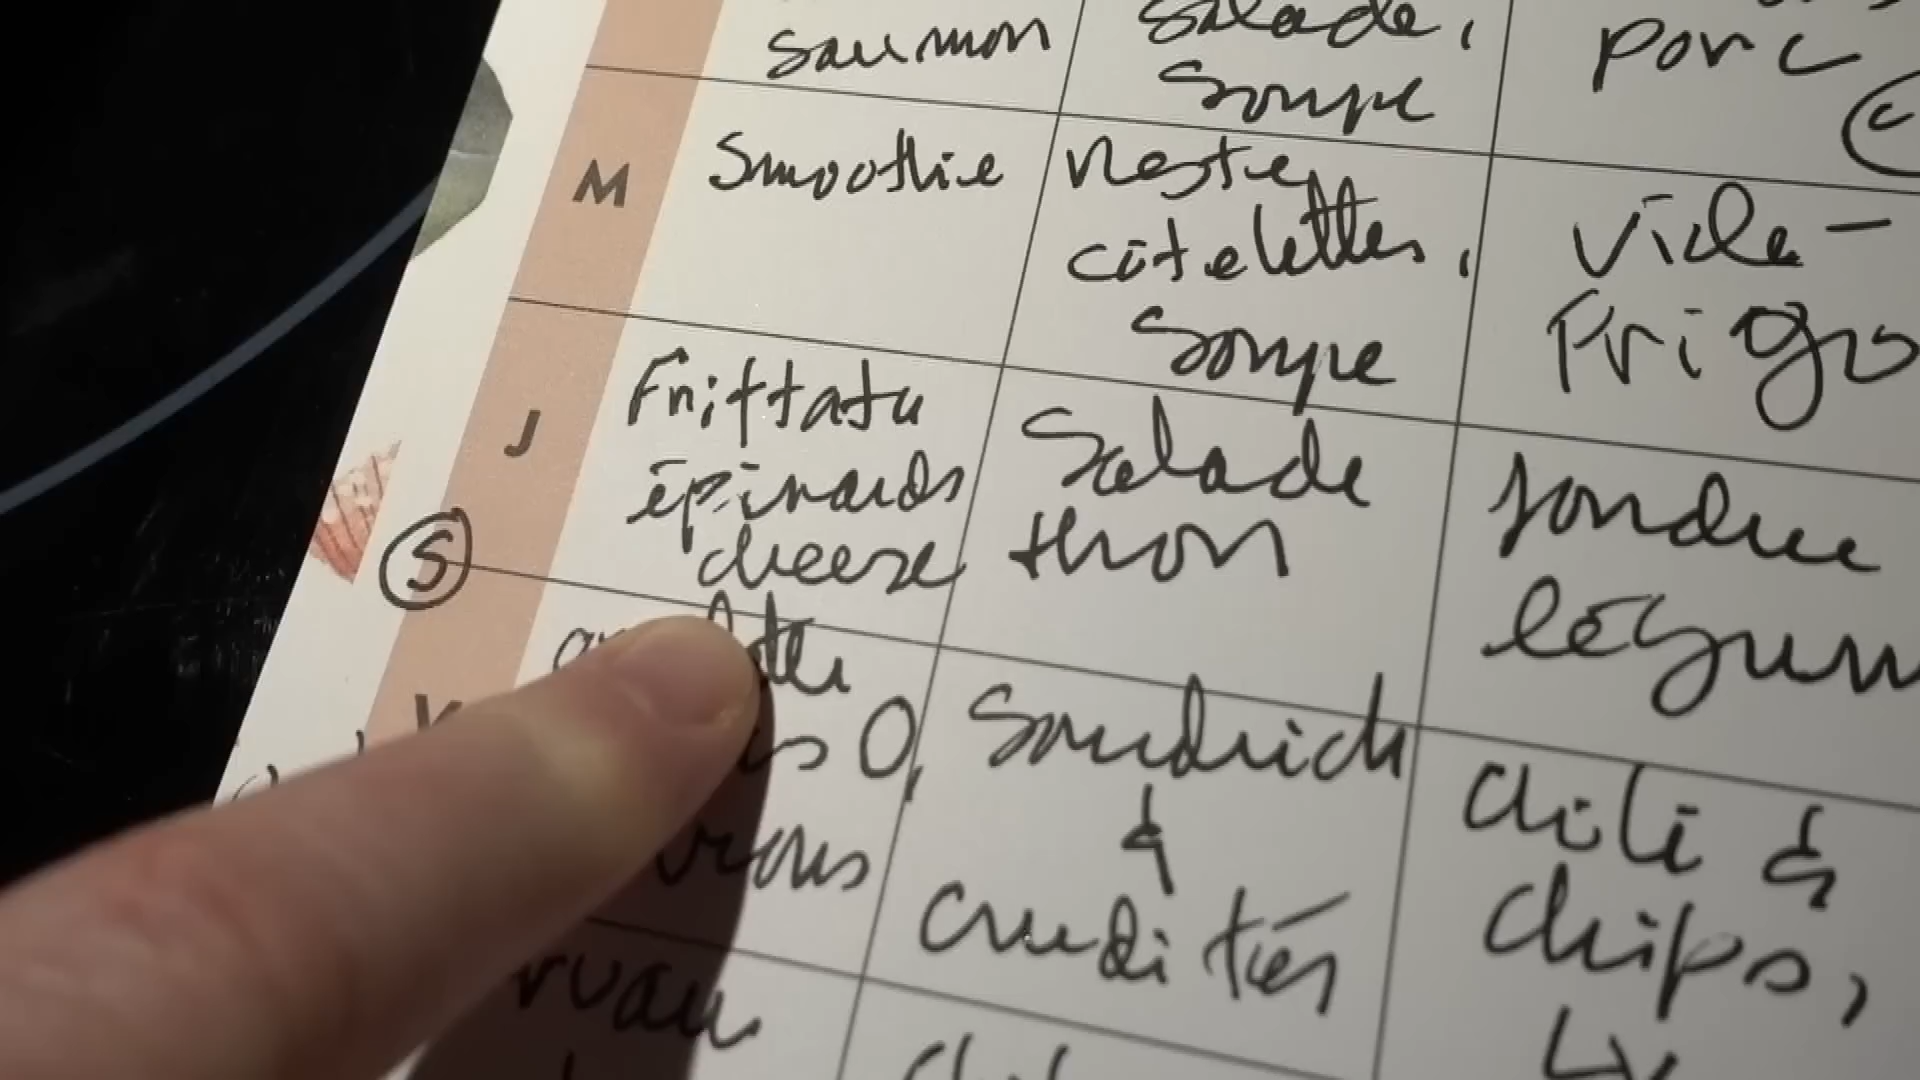 saumon
salade,
soupe
porc
M
Smoothie
Reste
côtelettes,
soupe
Vide-
Frigo
J
Frittata
épinards
cheese
Salade
thon
fondue
légum
S
Sandwich
&
crudités
chili &
chips,